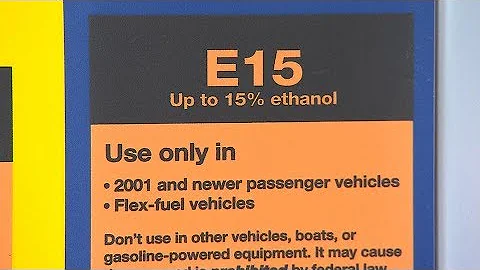 E15
Up to 15% ethanol
Use only in
• 2001 and newer passenger vehicles
• Flex-fuel vehicles
Don't use in other vehicles, boats, or
gasoline-powered equipment. It may cause
prohibited by federal law